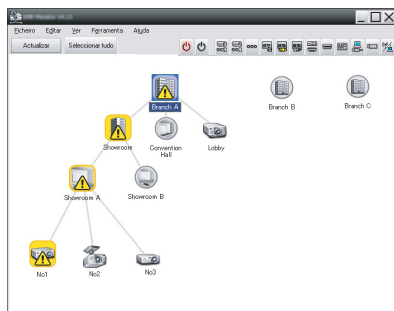 Ficheiro Editar Ver Ferramenta Ajuda
Actualizar Seleccionar tudo
Branch A
Branch B
Branch C
Showroom
Convention
Hall
Lobby
Showroom A
Showroom B
No1
No2
No3